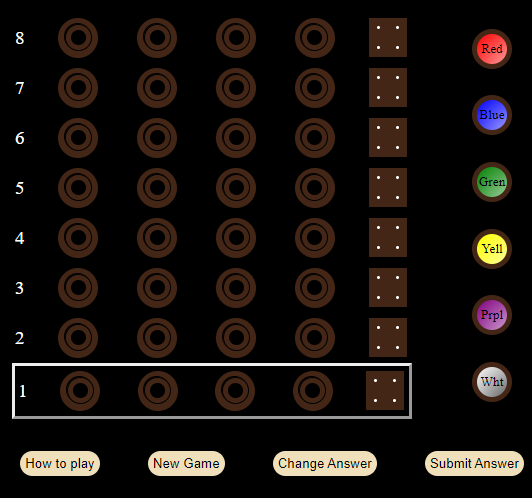 8
Red
7
Blue
6
5
Gren
4
Yell
3
2
Prpl
1
Wht
How to play
New Game
Change Answer
Submit Answer